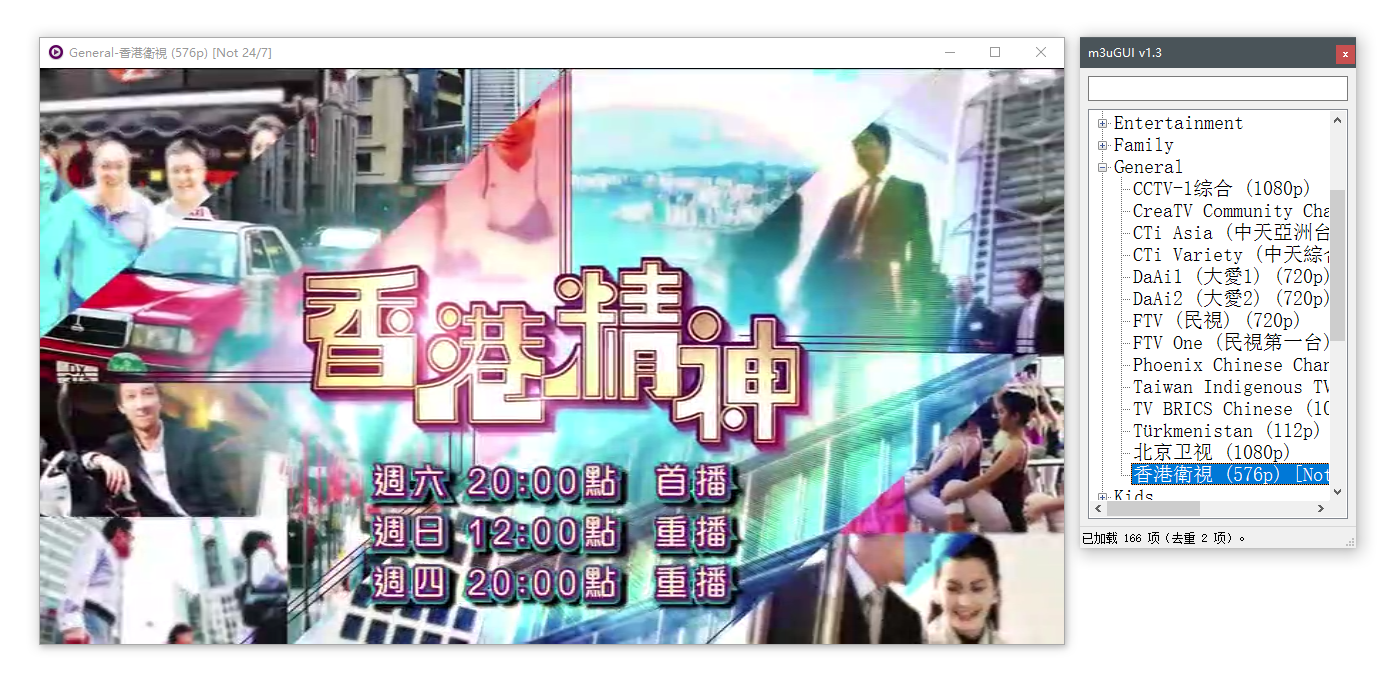 General-香港衛視 (576p) [Not 24/7]
香港精神
週六 20:00點 首播
週日 12:00點 重播
週四 20:00點 重播
m3uGUI v1.3
x
Entertainment
Family
General
CCTV-1综合 (1080p)
CreaTV Community Cha
CTi Asia (中天亞洲台
CTi Variety (中天綜合
DaAi1 (大愛1) (720p)
DaAi2 (大愛2) (720p)
FTV (民視) (720p)
FTV One (民視第一台)
Phoenix Chinese Chan
Taiwan Indigenous TV
TV BRICS Chinese (10
Türkmenistan (112p)
北京卫视 (1080p)
香港衛視 (576p) [Not
Kids
已加载 166 项(去重 2 项)。